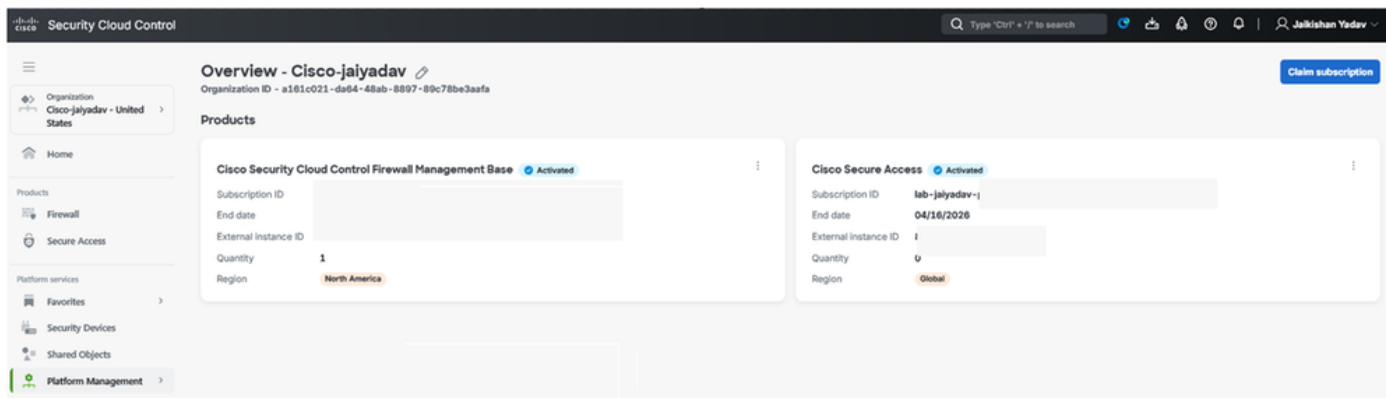 cisco Security Cloud Control
Type 'Ctrl' + '/' to search
Jaikishan Yadav
Organization
Cisco-jaiyadav - United
States
Home
Products
Firewall
Secure Access
Platform services
Favorites
Security Devices
Shared Objects
Platform Management
Overview - Cisco-jaiyadav
Organization ID - a161c021-da64-48ab-8897-89c78be3aafa
Claim subscription
Products
Cisco Security Cloud Control Firewall Management Base Activated
Subscription ID
End date
External instance ID
Quantity 1
Region North America
Cisco Secure Access Activated
Subscription ID lab-jaiyadav-
End date 04/16/2026
External instance ID
Quantity 0
Region Global